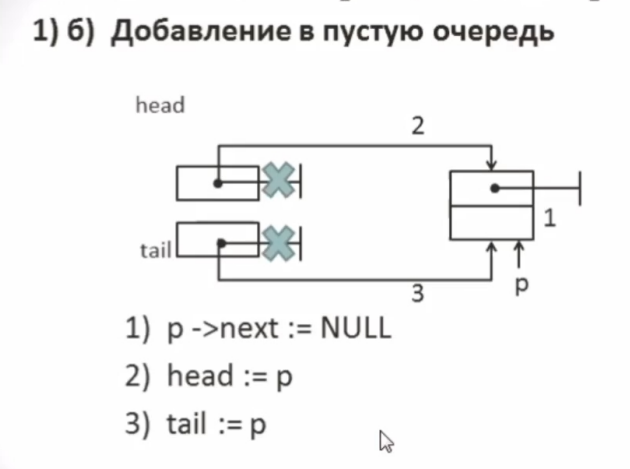 1) б) Добавление в пустую очередь
head
2
1
tail
3
p
1) p ->next := NULL
2) head := p
3) tail := p